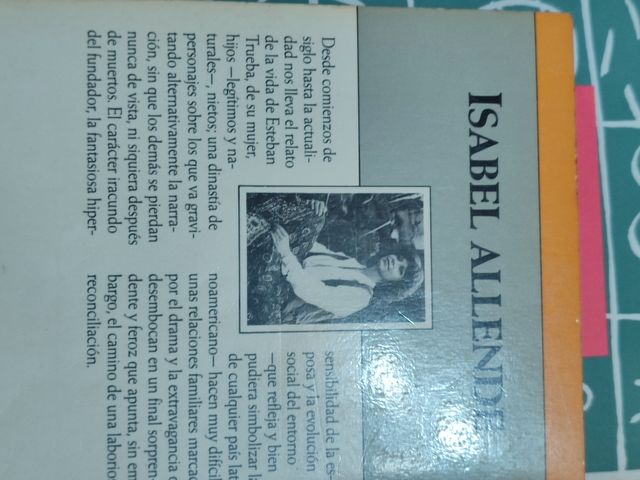 ISABEL ALLENDE
Desde comienzos de
siglo hasta la actuali-
dad nos lleva el relato
de la vida de Esteban
Trueba, de su mujer,
hijos —legítimos y na-
turales—, nietos; una dinastía de
personajes sobre los que va gravi-
tando alternativamente la narra-
ción, sin que los demás se pierdan
nunca de vista, ni siquiera después
de muertos. El carácter iracundo
del fundador, la fantasiosa hiper-
sensibilidad de la es-
posa y la evolución
social del entorno
—que refleja y bien
pudiera simbolizar la
de cualquier país lat
noamericano— hacen muy difícil
unas relaciones familiares marcad
por el drama y la extravagancia
desembocan en un final sorpren-
dente y feroz que apunta, sin em
bargo, el camino de una laborio
reconciliación.